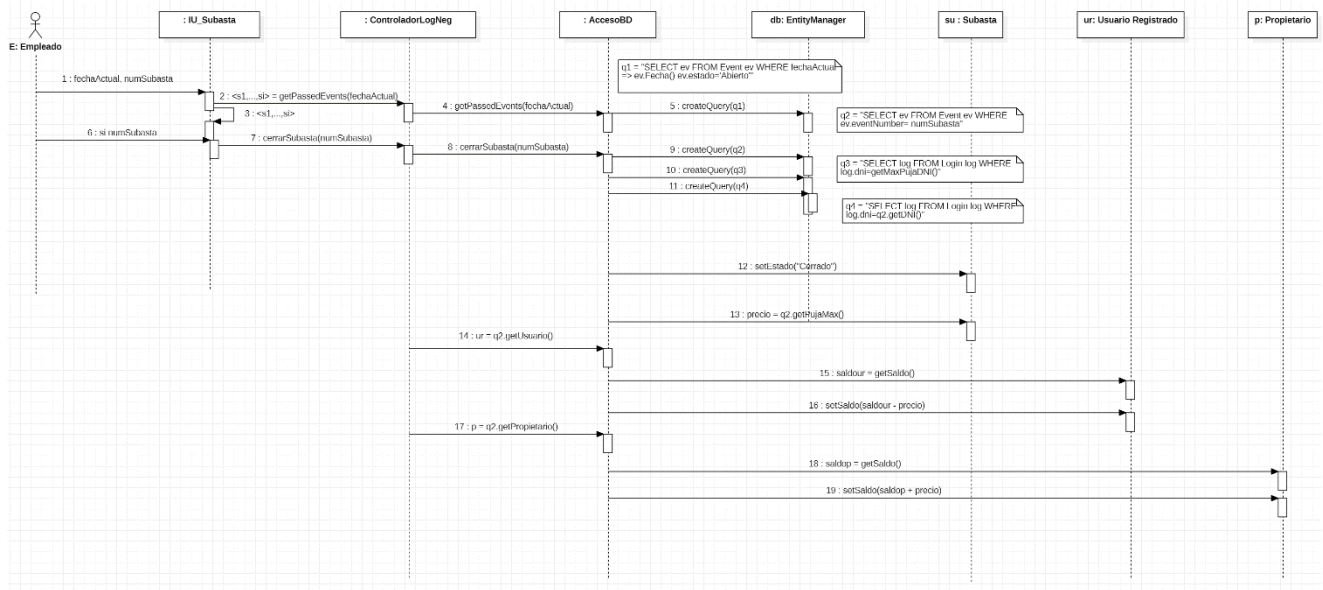 : IU_Subasta
: ControladorLogNeg
: AccesoBD
db: EntityManager
su : Subasta
ur: Usuario Registrado
p: Propietario
E: Empleado
q1 = "SELECT ev FROM Event ev WHERE fechaActual
=> ev.Fecha() ev.estado='Abierto'"
1 : fechaActual, numSubasta
2 : <s1,...,si> = getPassedEvents(fechaActual)
3 : <s1,...,si>
4 : getPassedEvents(fechaActual)
5 : createQuery(q1)
q2 = "SELECT ev FROM Event ev WHERE
ev.eventNumber= numSubasta"
6 : si numSubasta
7 : cerrarSubasta(numSubasta)
8 : cerrarSubasta(numSubasta)
9 : createQuery(q2)
q3 = "SELECT log FROM Login log WHERE
log.dni=getMaxPujaDNI()"
10 : createQuery(q3)
11 : createQuery(q4)
q4 = "SELECT log FROM Login log WHERE
log.dni=q2.getDNI()"
12 : setEstado("Cerrado")
13 : precio = q2.getPujaMax()
14 : ur = q2.getUsuario()
15 : saldour = getSaldo()
16 : setSaldo(saldour - precio)
17 : p = q2.getPropietario()
18 : saldop = getSaldo()
19 : setSaldo(saldop + precio)